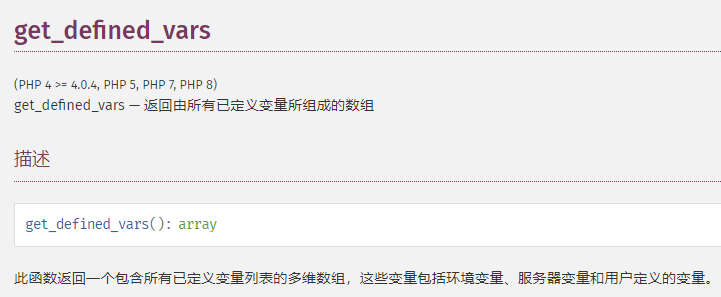 get_defined_vars
(PHP 4 >= 4.0.4, PHP 5, PHP 7, PHP 8)
get_defined_vars — 返回由所有已定义变量所组成的数组
描述
get_defined_vars(): array
此函数返回一个包含所有已定义变量列表的多维数组，这些变量包括环境变量、服务器变量和用户定义的变量。